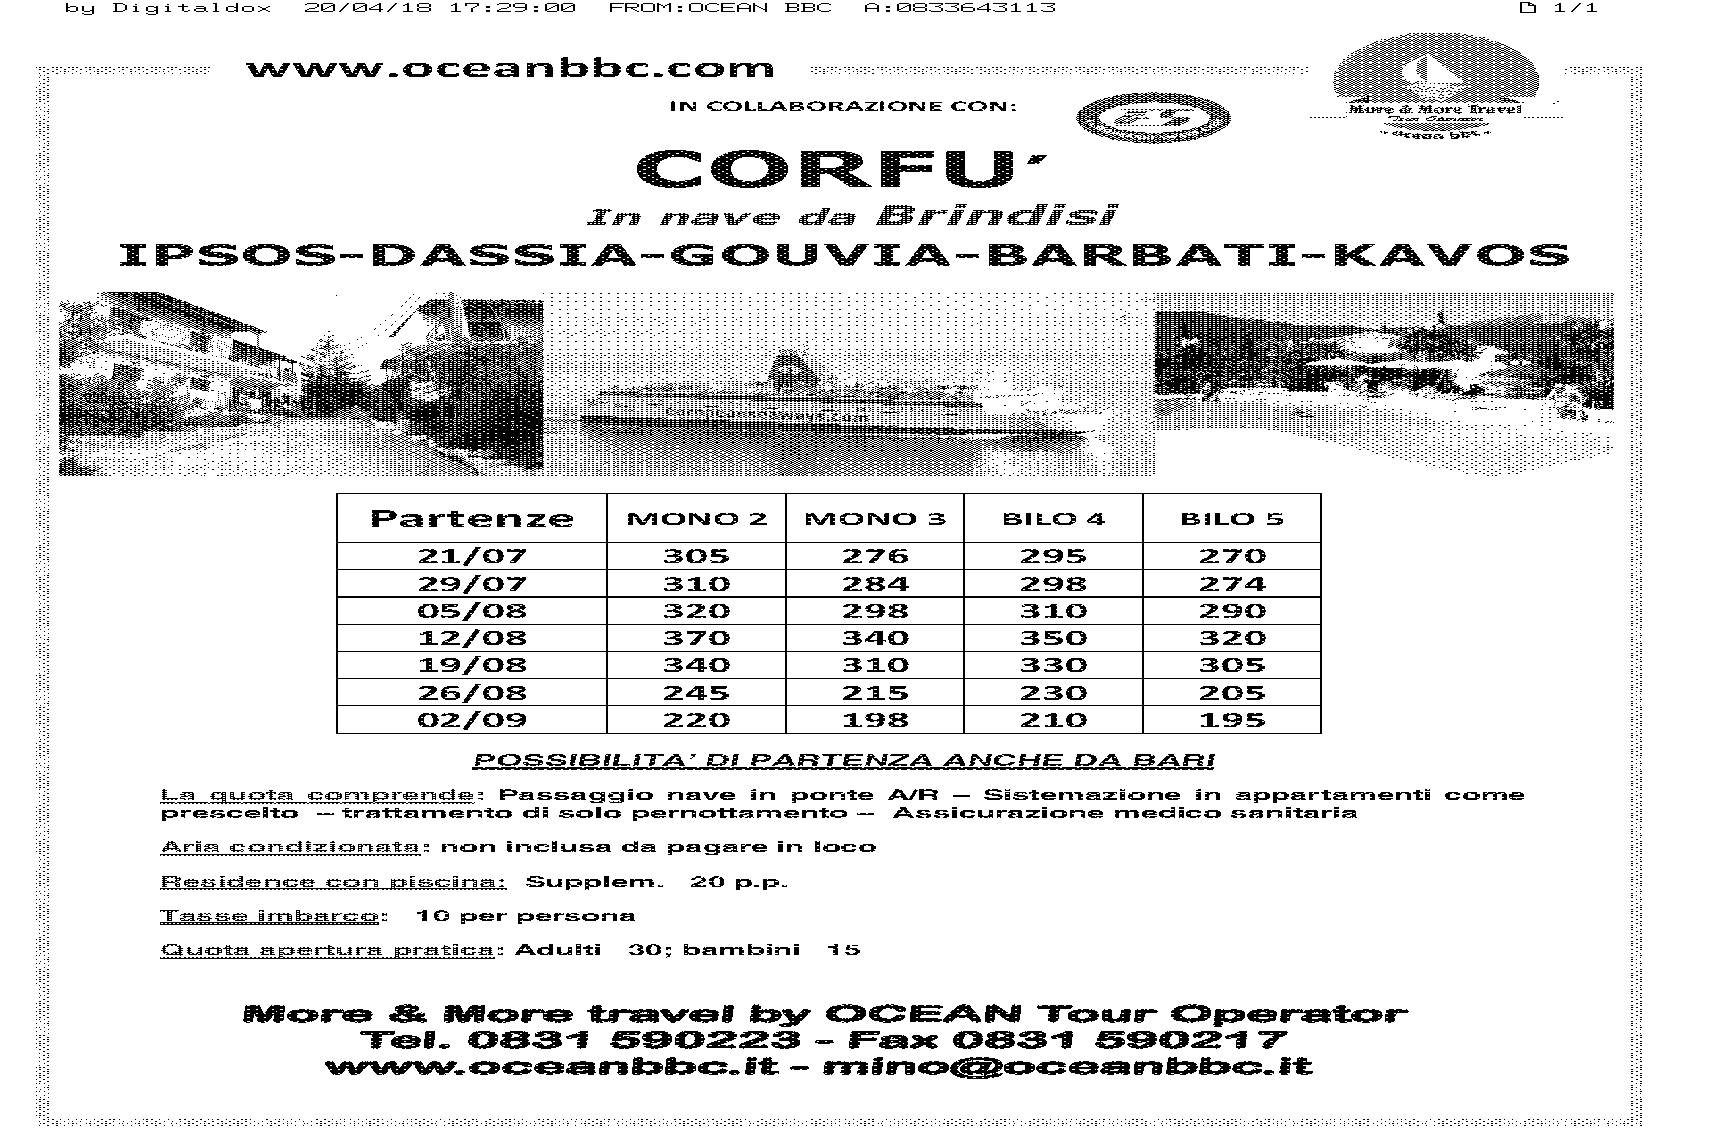 by Digitaldox 20/04/18 17:29:00 FROM:OCEAN BBC A:0833643113 1/1
www.oceanbbc.com
IN COLLABORAZIONE CON:
More & More Travel
Tour Operator
"Ocean bbc"
CORFU'
In nave da Brindisi
IPSOS-DASSIA-GOUVIA-BARBATI-KAVOS
Partenze MONO 2 MONO 3 BILO 4 BILO 5
21/07 305 276 295 270
29/07 310 284 298 274
05/08 320 298 310 290
12/08 370 340 350 320
19/08 340 310 330 305
26/08 245 215 230 205
02/09 220 198 210 195
POSSIBILITA' DI PARTENZA ANCHE DA BARI
La quota comprende: Passaggio nave in ponte A/R – Sistemazione in appartamenti come
prescelto – trattamento di solo pernottamento – Assicurazione medico sanitaria
Aria condizionata: non inclusa da pagare in loco
Residence con piscina: Supplem. 20 p.p.
Tasse imbarco: 10 per persona
Quota apertura pratica: Adulti 30; bambini 15
More & More travel by OCEAN Tour Operator
Tel. 0831 590223 - Fax 0831 590217
www.oceanbbc.it - mino@oceanbbc.it